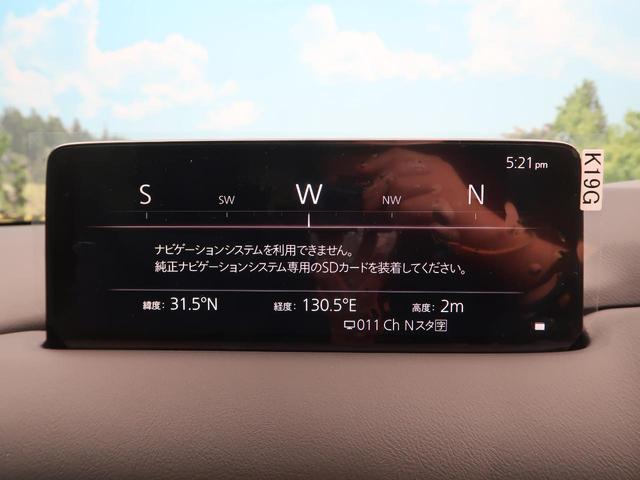 5:21pm
K19G
S SW W NW N
ナビゲーションシステムを利用できません。
純正ナビゲーションシステム専用のSDカードを装着してください。
緯度: 31.5°N 経度: 130.5°E 高度: 2m
011 Ch Nスタ字